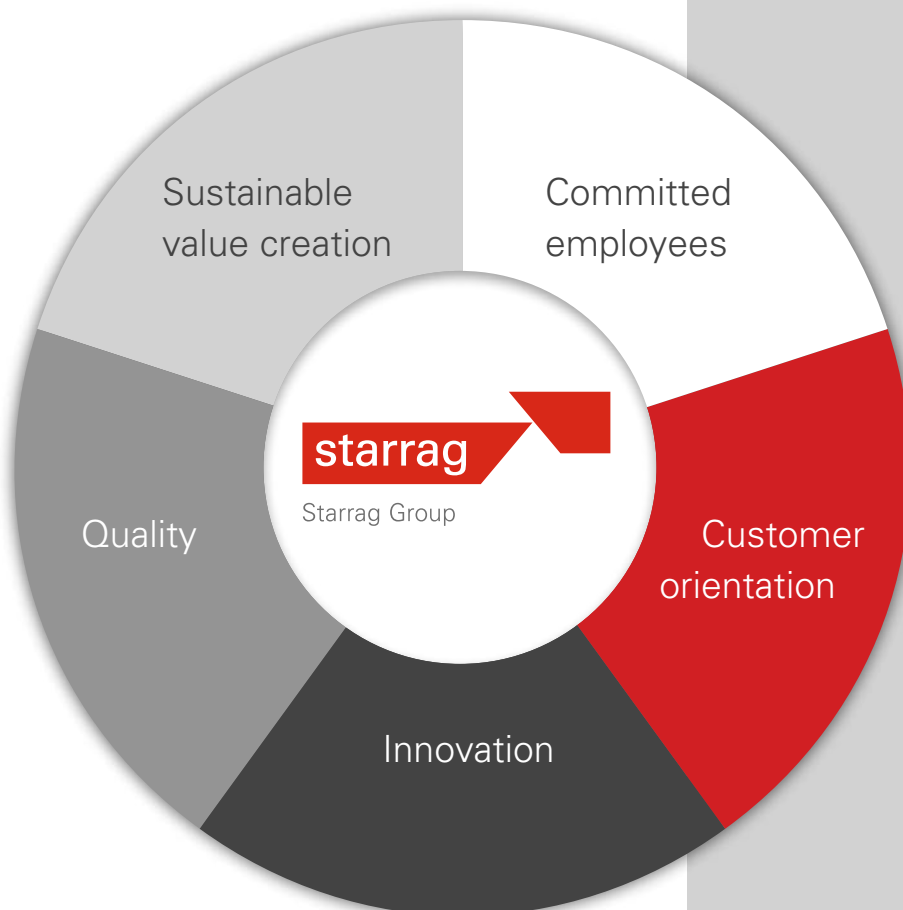 Sustainable
value creation
Committed
employees
starrag
Starrag Group
Quality
Customer
orientation
Innovation